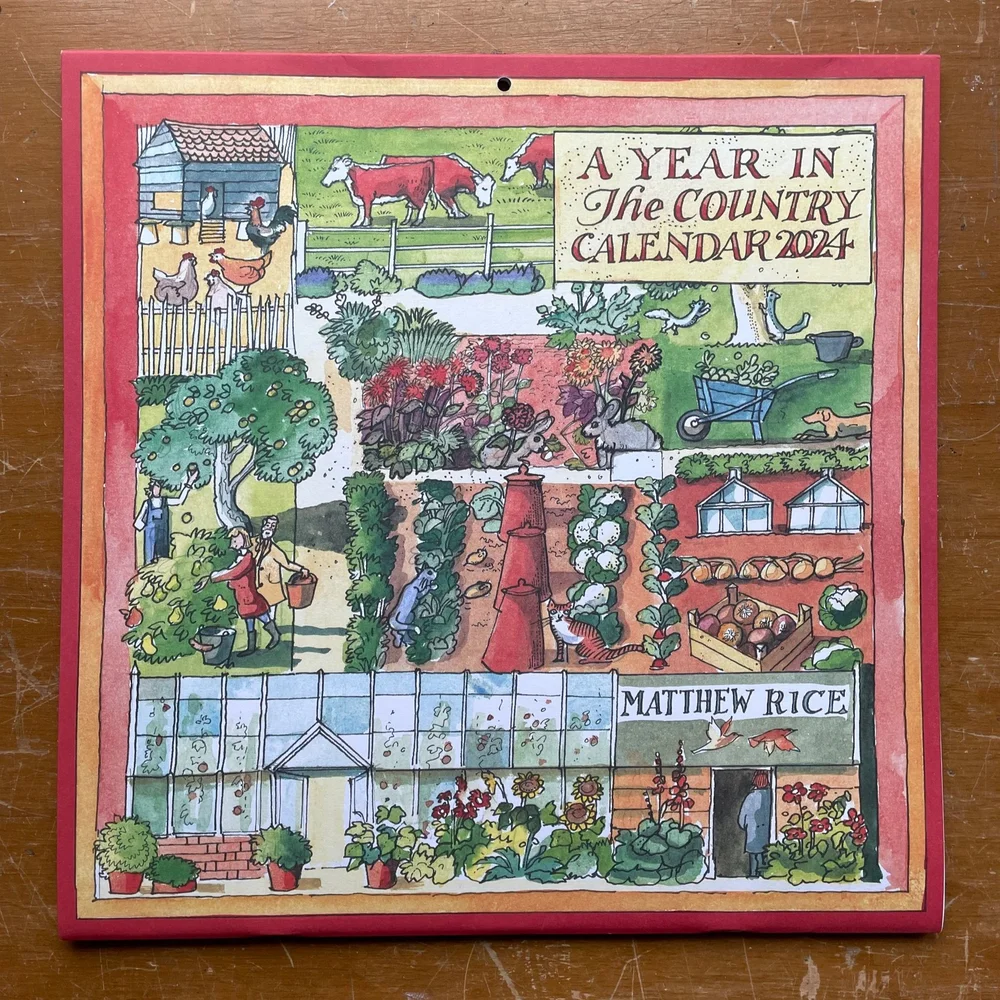 A YEAR IN
The COUNTRY
CALENDAR 2024
MATTHEW RICE